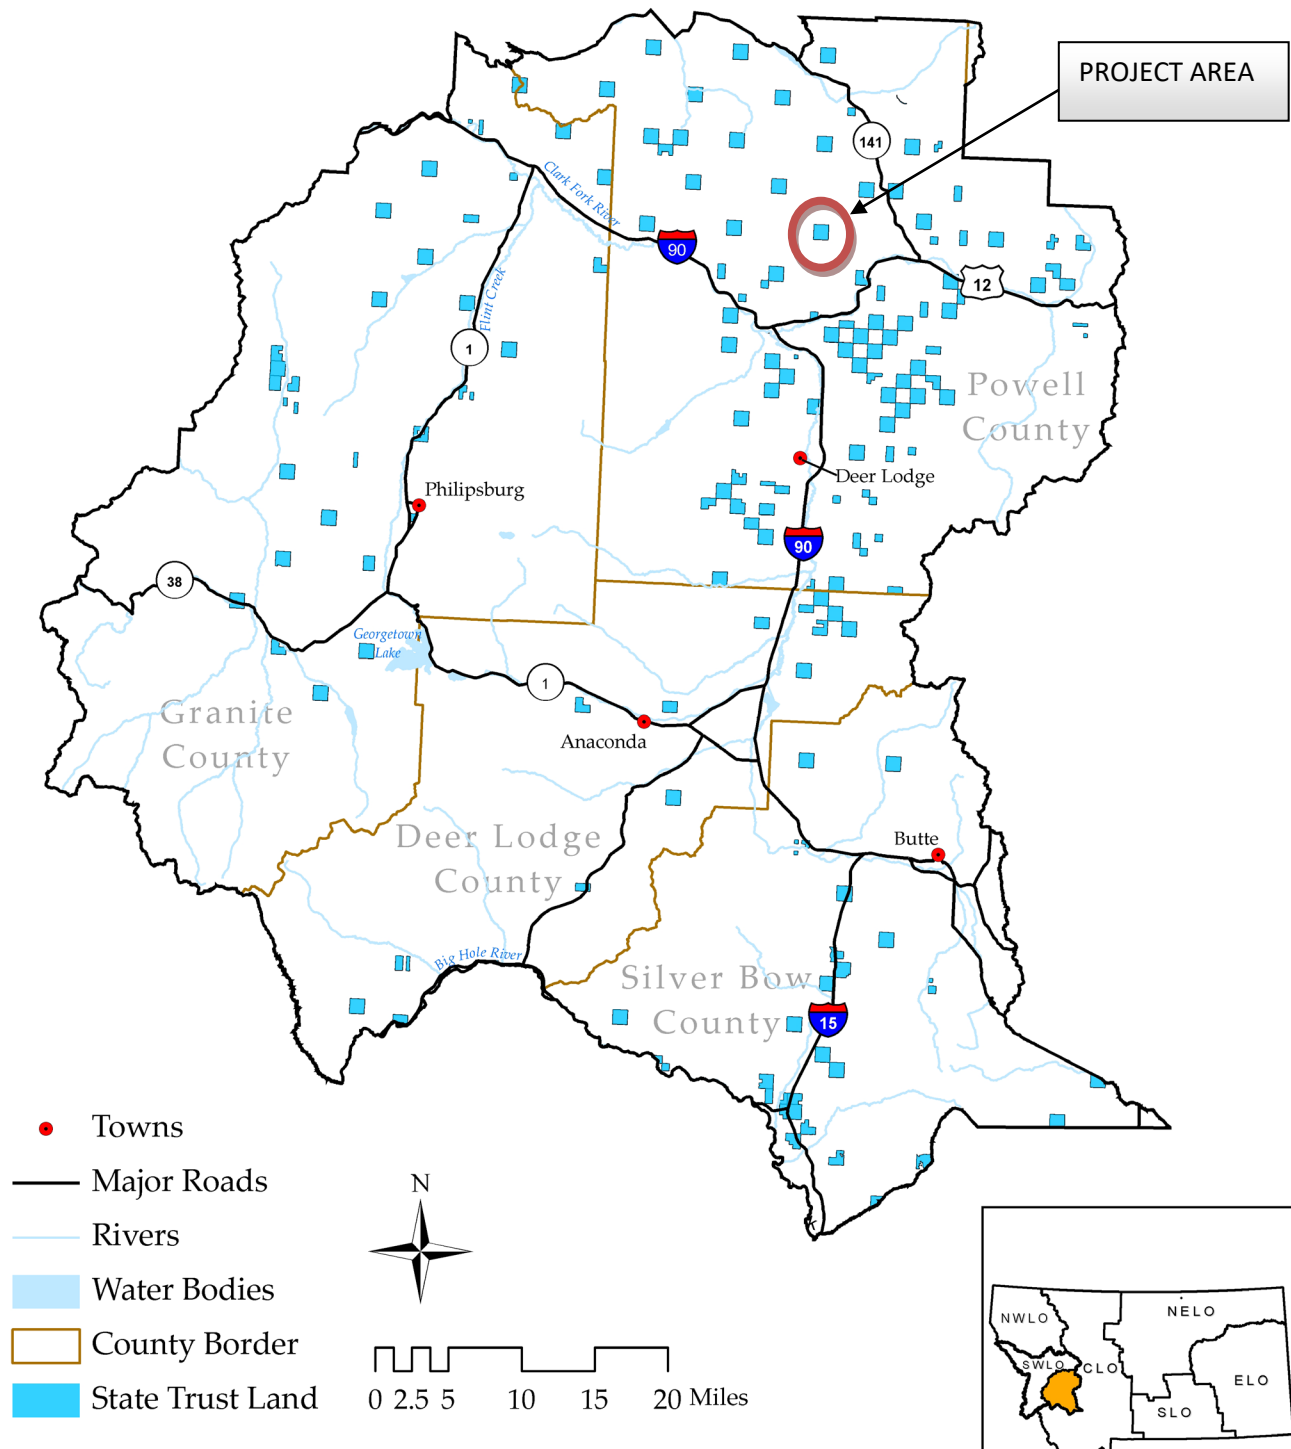 PROJECT AREA
141
Clark Fork River
90
12
Flint Creek
1
Powell
County
Deer Lodge
Philipsburg
90
38
Georgetown
Lake
1
Granite
County
Anaconda
Deer Lodge
County
Butte
Big Hole River
Silver Bow
County
15
Towns
Major Roads
Rivers
Water Bodies
County Border
State Trust Land
N
0 2.5 5 10 15 20 Miles
NWLO
NELO
SWLO
CLO
ELO
SLO